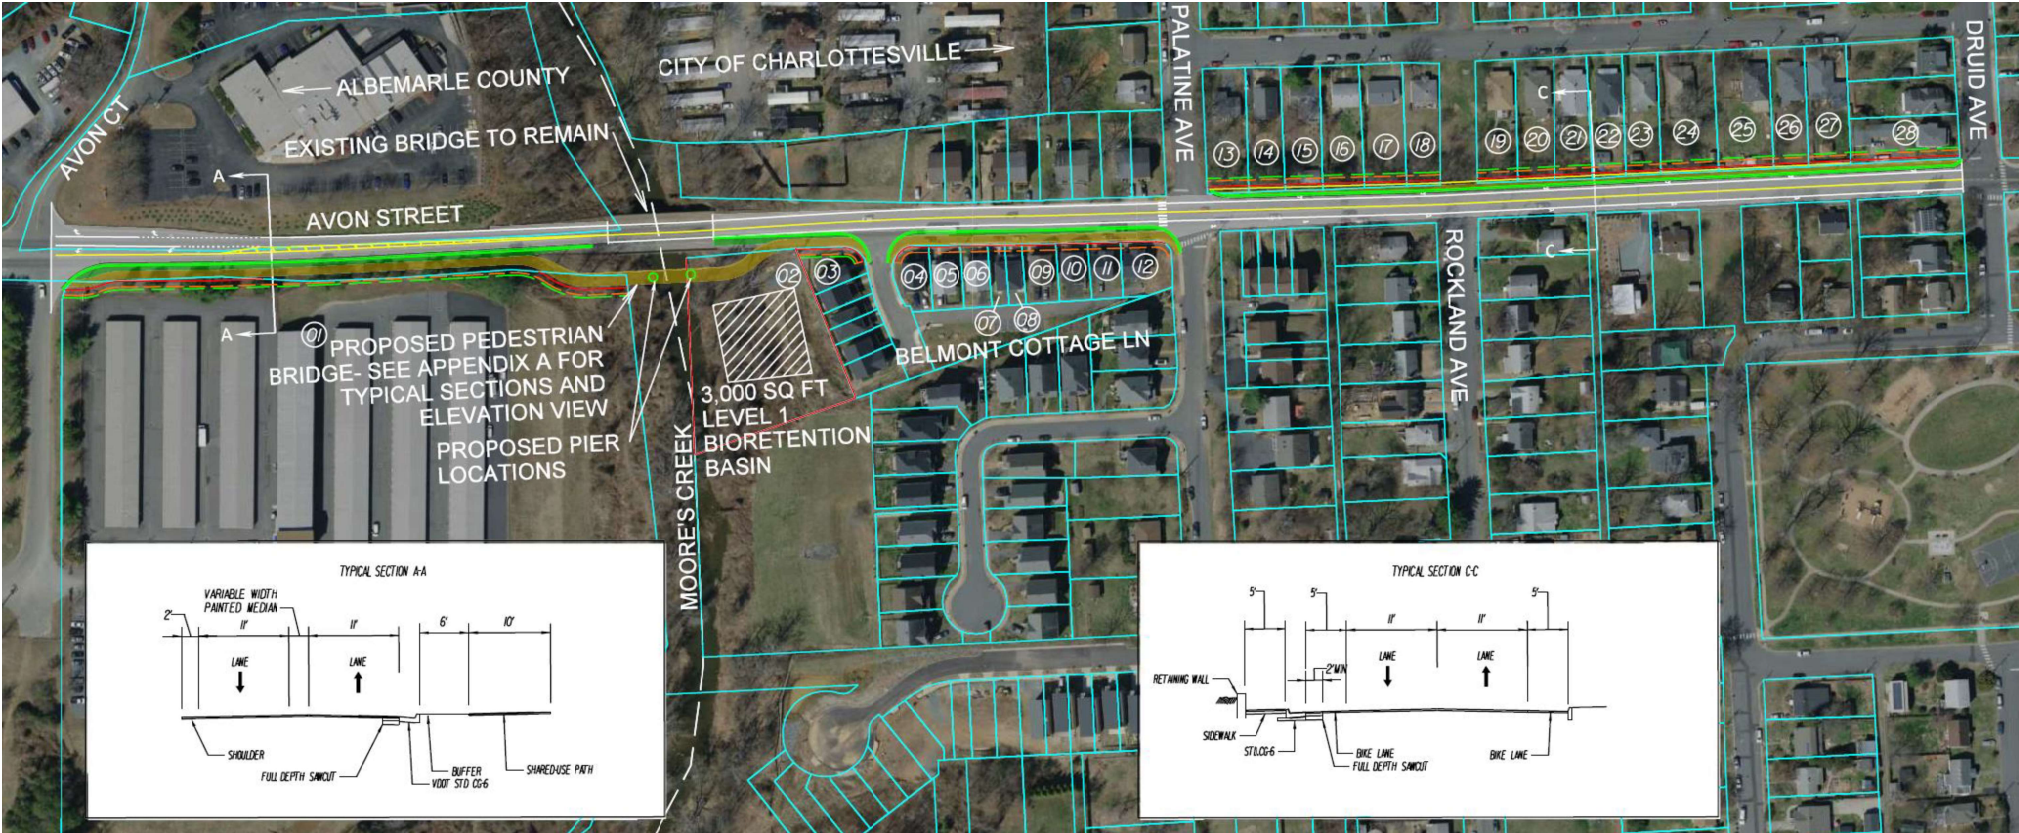 AVON CT
ALBEMARLE COUNTY
EXISTING BRIDGE TO REMAIN
CITY OF CHARLOTTESVILLE
PALATINE AVE
DRUID AVE
A
AVON STREET
C
13
14
15
16
17
18
19
20
21
22
23
24
25
26
27
28
02
03
04
05
06
09
10
11
12
07
08
C
ROCKLAND AVE
BELMONT COTTAGE LN
A
01
PROPOSED PEDESTRIAN
BRIDGE- SEE APPENDIX A FOR
TYPICAL SECTIONS AND
ELEVATION VIEW
PROPOSED PIER
LOCATIONS
3,000 SQ FT
LEVEL 1
BIORETENTION
BASIN
MOORE'S CREEK
TYPICAL SECTION A-A
VARIABLE WIDTH
PAINTED MEDIAN
2'
11'
11'
6'
10'
LANE
LANE
SHOULDER
FULL DEPTH SAWCUT
BUFFER
VDOT STD CG-6
SHARED-USE PATH
TYPICAL SECTION C-C
5'
5'
11'
11'
5'
LANE
LANE
2' MIN
RETAINING WALL
SIDEWALK
STD.CG-6
BIKE LANE
FULL DEPTH SAWCUT
BIKE LANE